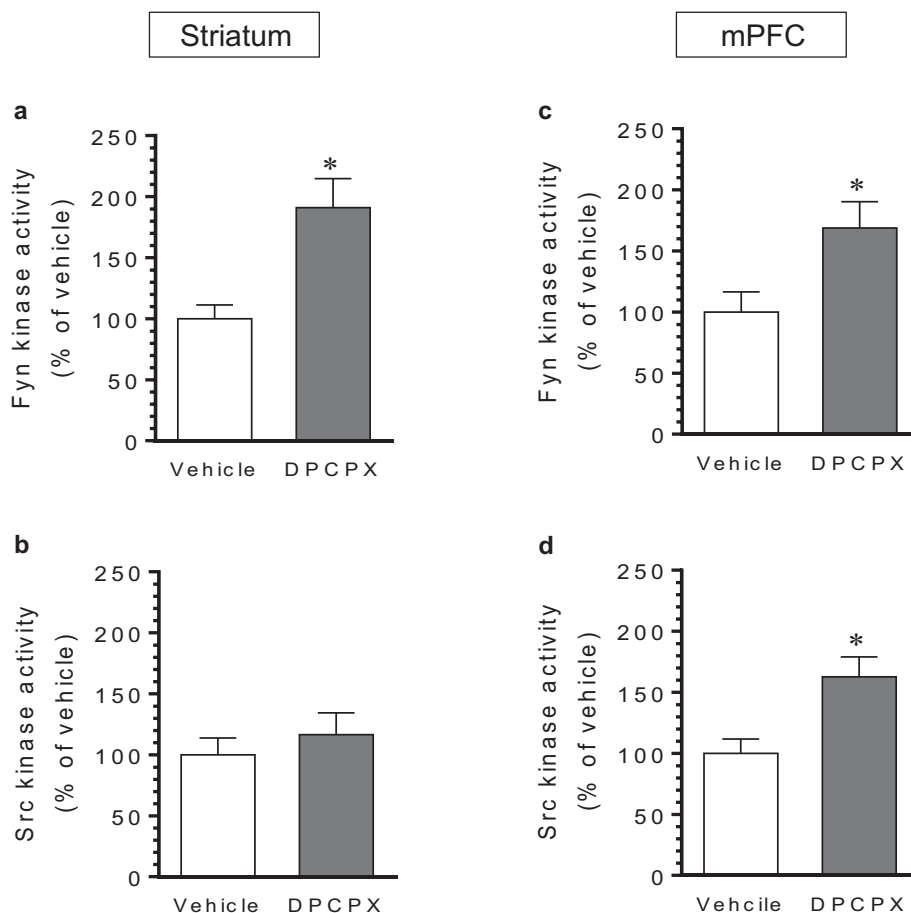 Striatum
mPFC
a
Fyn kinase activity
(% of vehicle)
250
200
150
100
50
0
*
Vehicle DPCPX
c
Fyn kinase activity
(% of vehicle)
250
200
150
100
50
0
*
Vehicle DPCPX
b
Src kinase activity
(% of vehicle)
250
200
150
100
50
0
Vehicle DPCPX
d
Src kinase activity
(% of vehicle)
250
200
150
100
50
0
*
Vehcile DPCPX